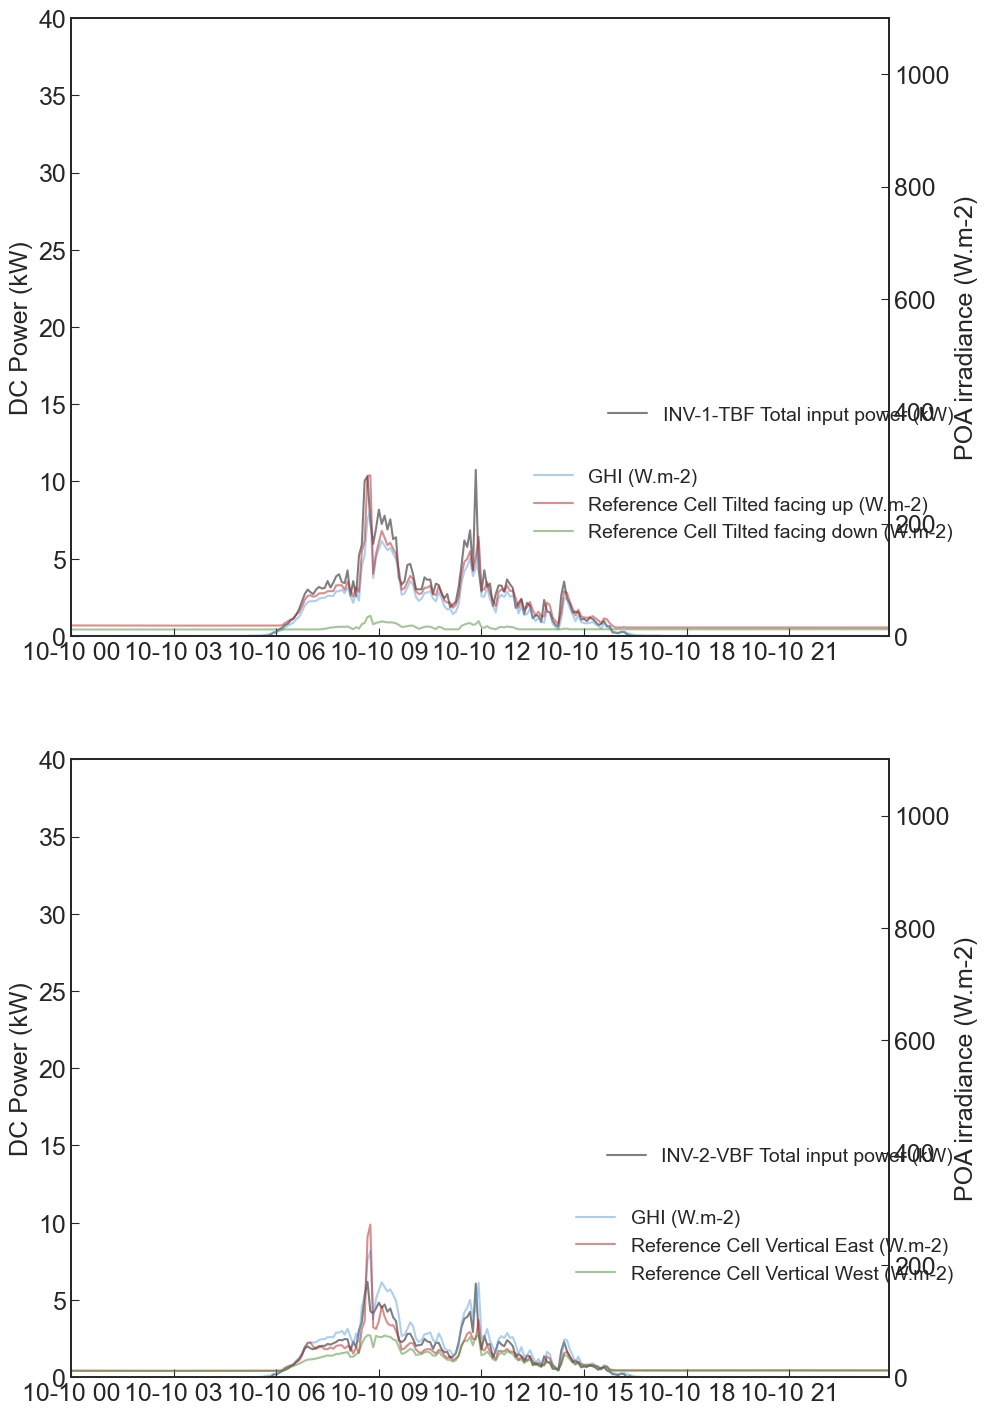 40
35
30
25
20
15
10
5
0
DC Power (kW)
1000
800
600
400
200
0
POA irradiance (W.m-2)
INV-1-TBF Total input power (kW)
GHI (W.m-2)
Reference Cell Tilted facing up (W.m-2)
Reference Cell Tilted facing down (W.m-2)
10-10 00 10-10 03 10-10 06 10-10 09 10-10 12 10-10 15 10-10 18 10-10 21
40
35
30
25
20
15
10
5
0
DC Power (kW)
1000
800
600
400
200
0
POA irradiance (W.m-2)
INV-2-VBF Total input power (kW)
GHI (W.m-2)
Reference Cell Vertical East (W.m-2)
Reference Cell Vertical West (W.m-2)
10-10 00 10-10 03 10-10 06 10-10 09 10-10 12 10-10 15 10-10 18 10-10 21